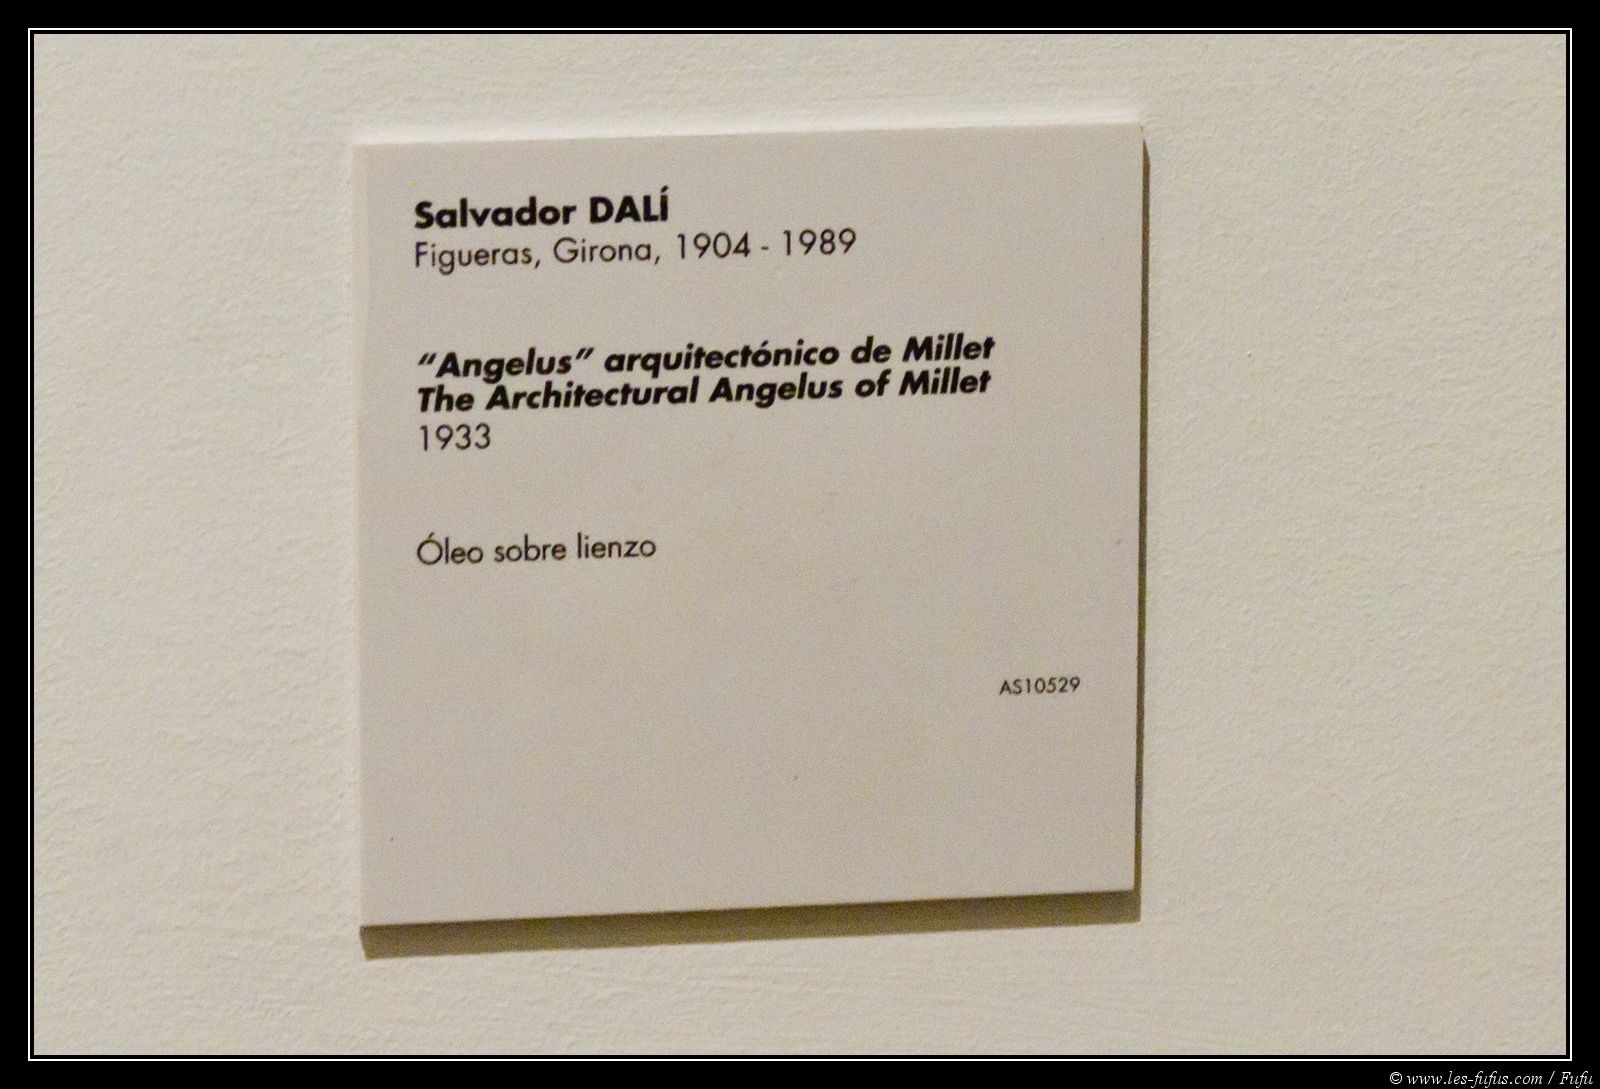 Salvador DALÍ
Figueras, Girona, 1904 - 1989
“Angelus” arquitectónico de Millet
The Architectural Angelus of Millet
1933
Óleo sobre lienzo
AS10529
© www.les-fufus.com / Fufu